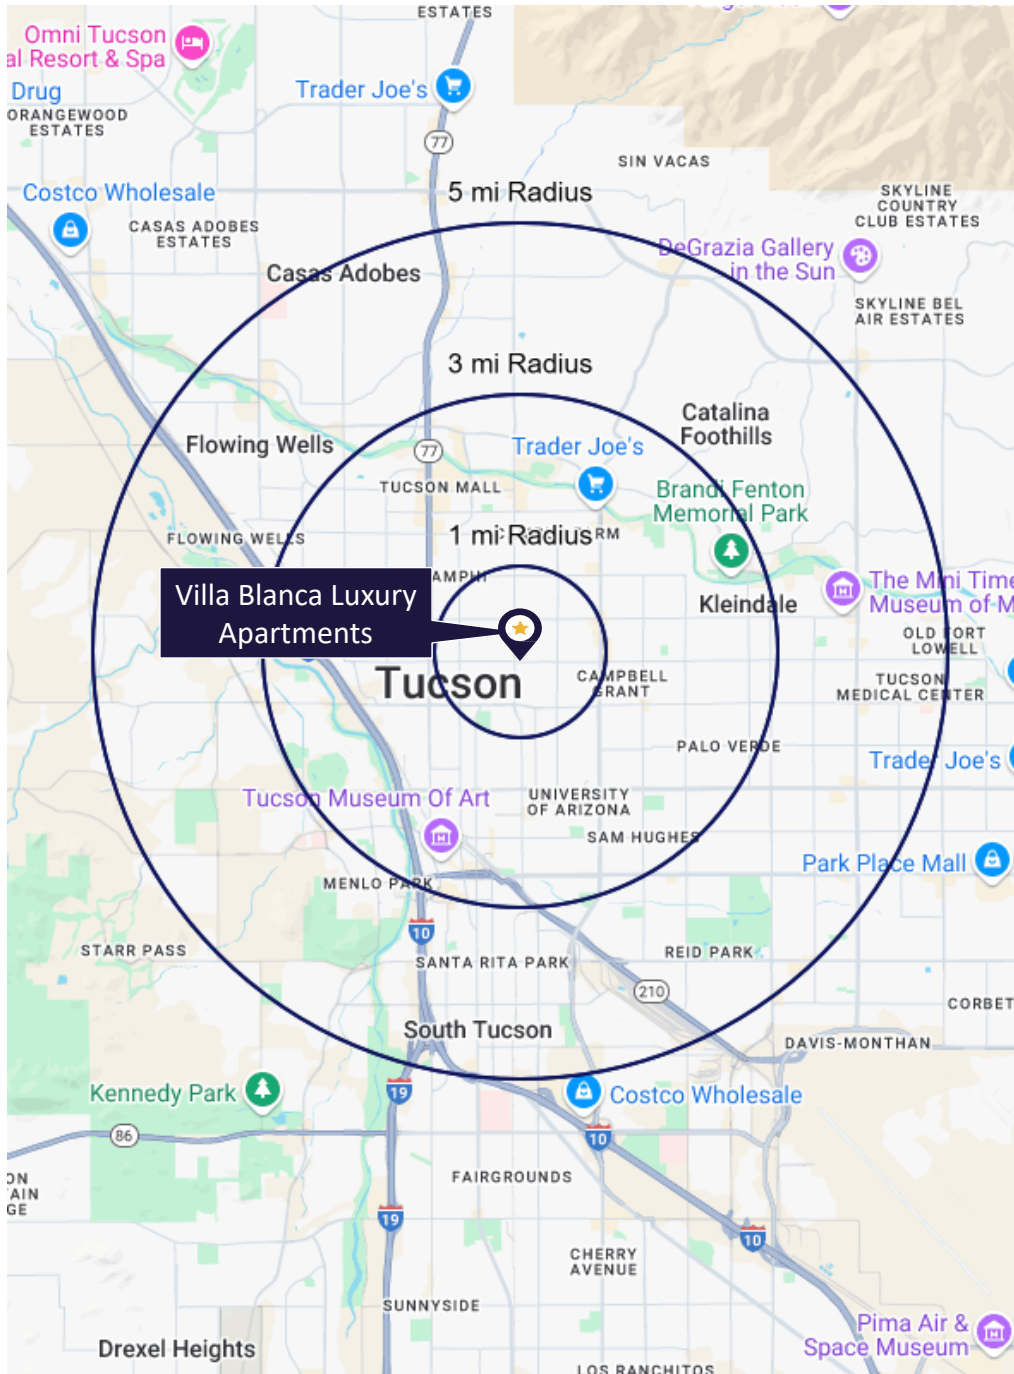 ESTATES
Omni Tucson
al Resort & Spa
Trader Joe's
Drug
ORANGEWOOD
ESTATES
77
SIN VACAS
5 mi Radius
Costco Wholesale
SKYLINE
COUNTRY
CLUB ESTATES
CASAS ADOBES
ESTATES
DeGrazia Gallery
in the Sun
Casas Adobes
SKYLINE BEL
AIR ESTATES
3 mi Radius
Catalina
Foothills
Flowing Wells
77
Trader Joe's
TUCSON MALL
Brandi Fenton
Memorial Park
FLOWING WELLS
1 mi Radius
AMPHI
Villa Blanca Luxury
Apartments
The Mini Time
Museum of M
Kleindale
OLD FORT
LOWELL
Tucson
CAMPBELL
GRANT
TUCSON
MEDICAL CENTER
PALO VERDE
Trader Joe's
Tucson Museum Of Art
UNIVERSITY
OF ARIZONA
SAM HUGHES
Park Place Mall
MENLO PARK
10
STARR PASS
SANTA RITA PARK
REID PARK
210
CORBET
South Tucson
DAVIS-MONTHAN
Kennedy Park
19
Costco Wholesale
86
10
FAIRGROUNDS
ON
AIN
GE
19
10
CHERRY
AVENUE
SUNNYSIDE
Pima Air &
Space Museum
Drexel Heights
LOS RANCHITOS